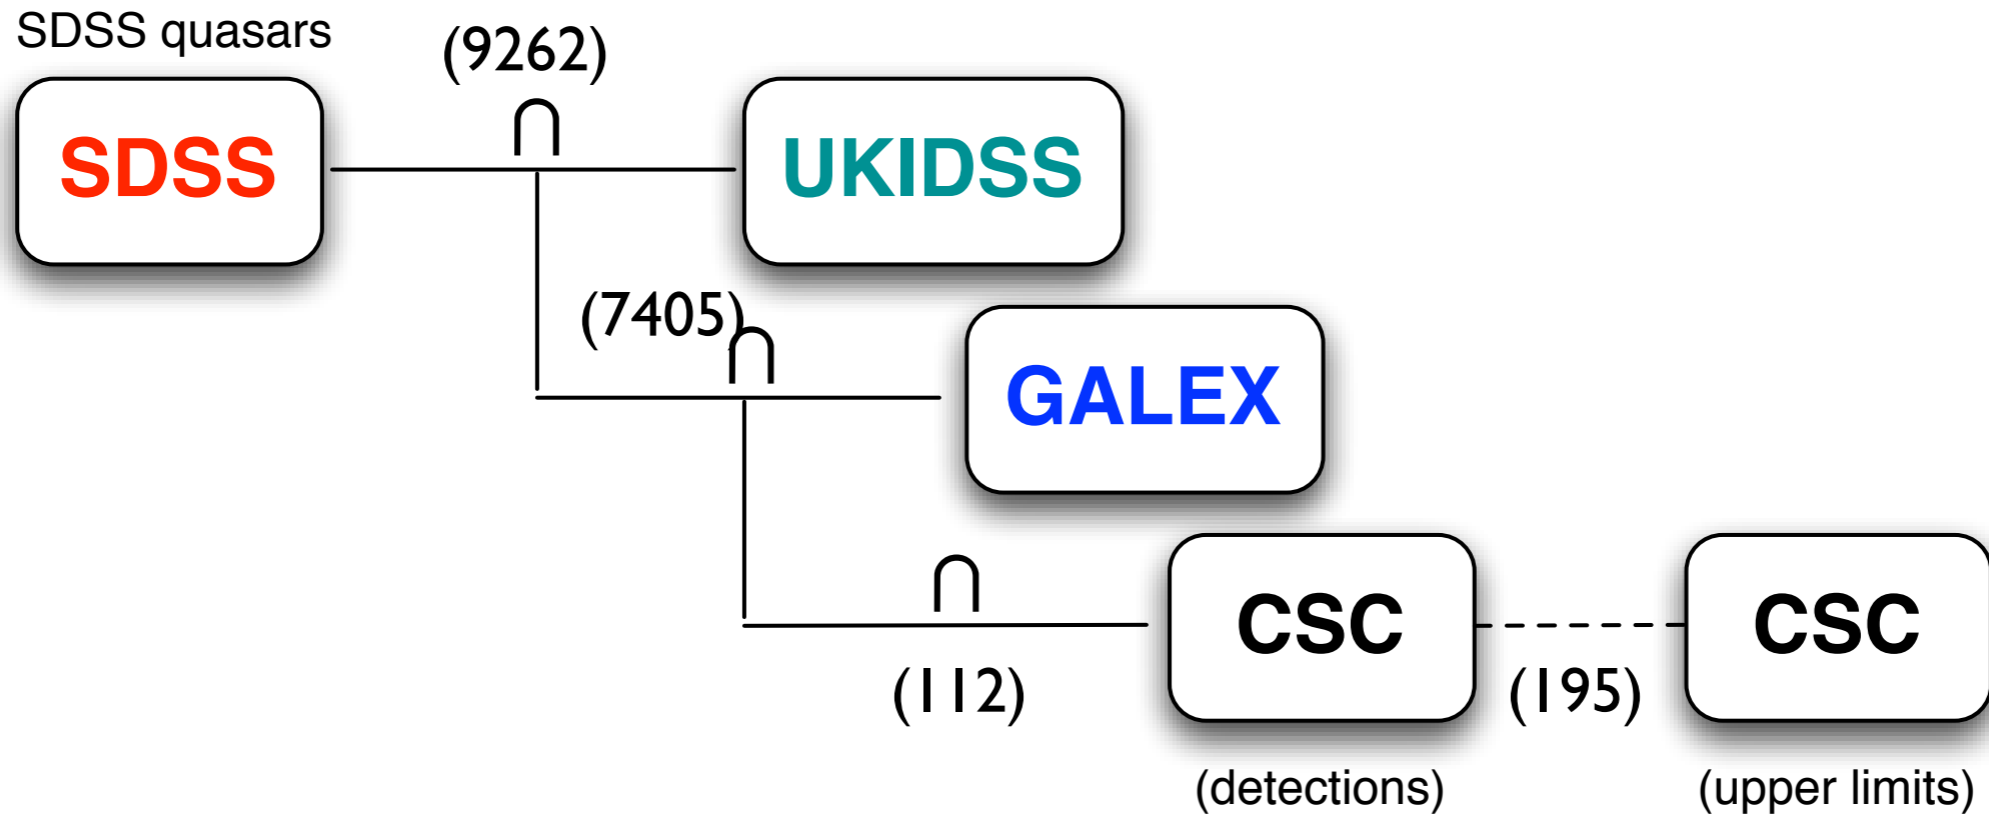 SDSS quasars
(9262)
∩
SDSS
UKIDSS
(7405)
∩
GALEX
∩
CSC
CSC
(112)
(195)
(detections)
(upper limits)